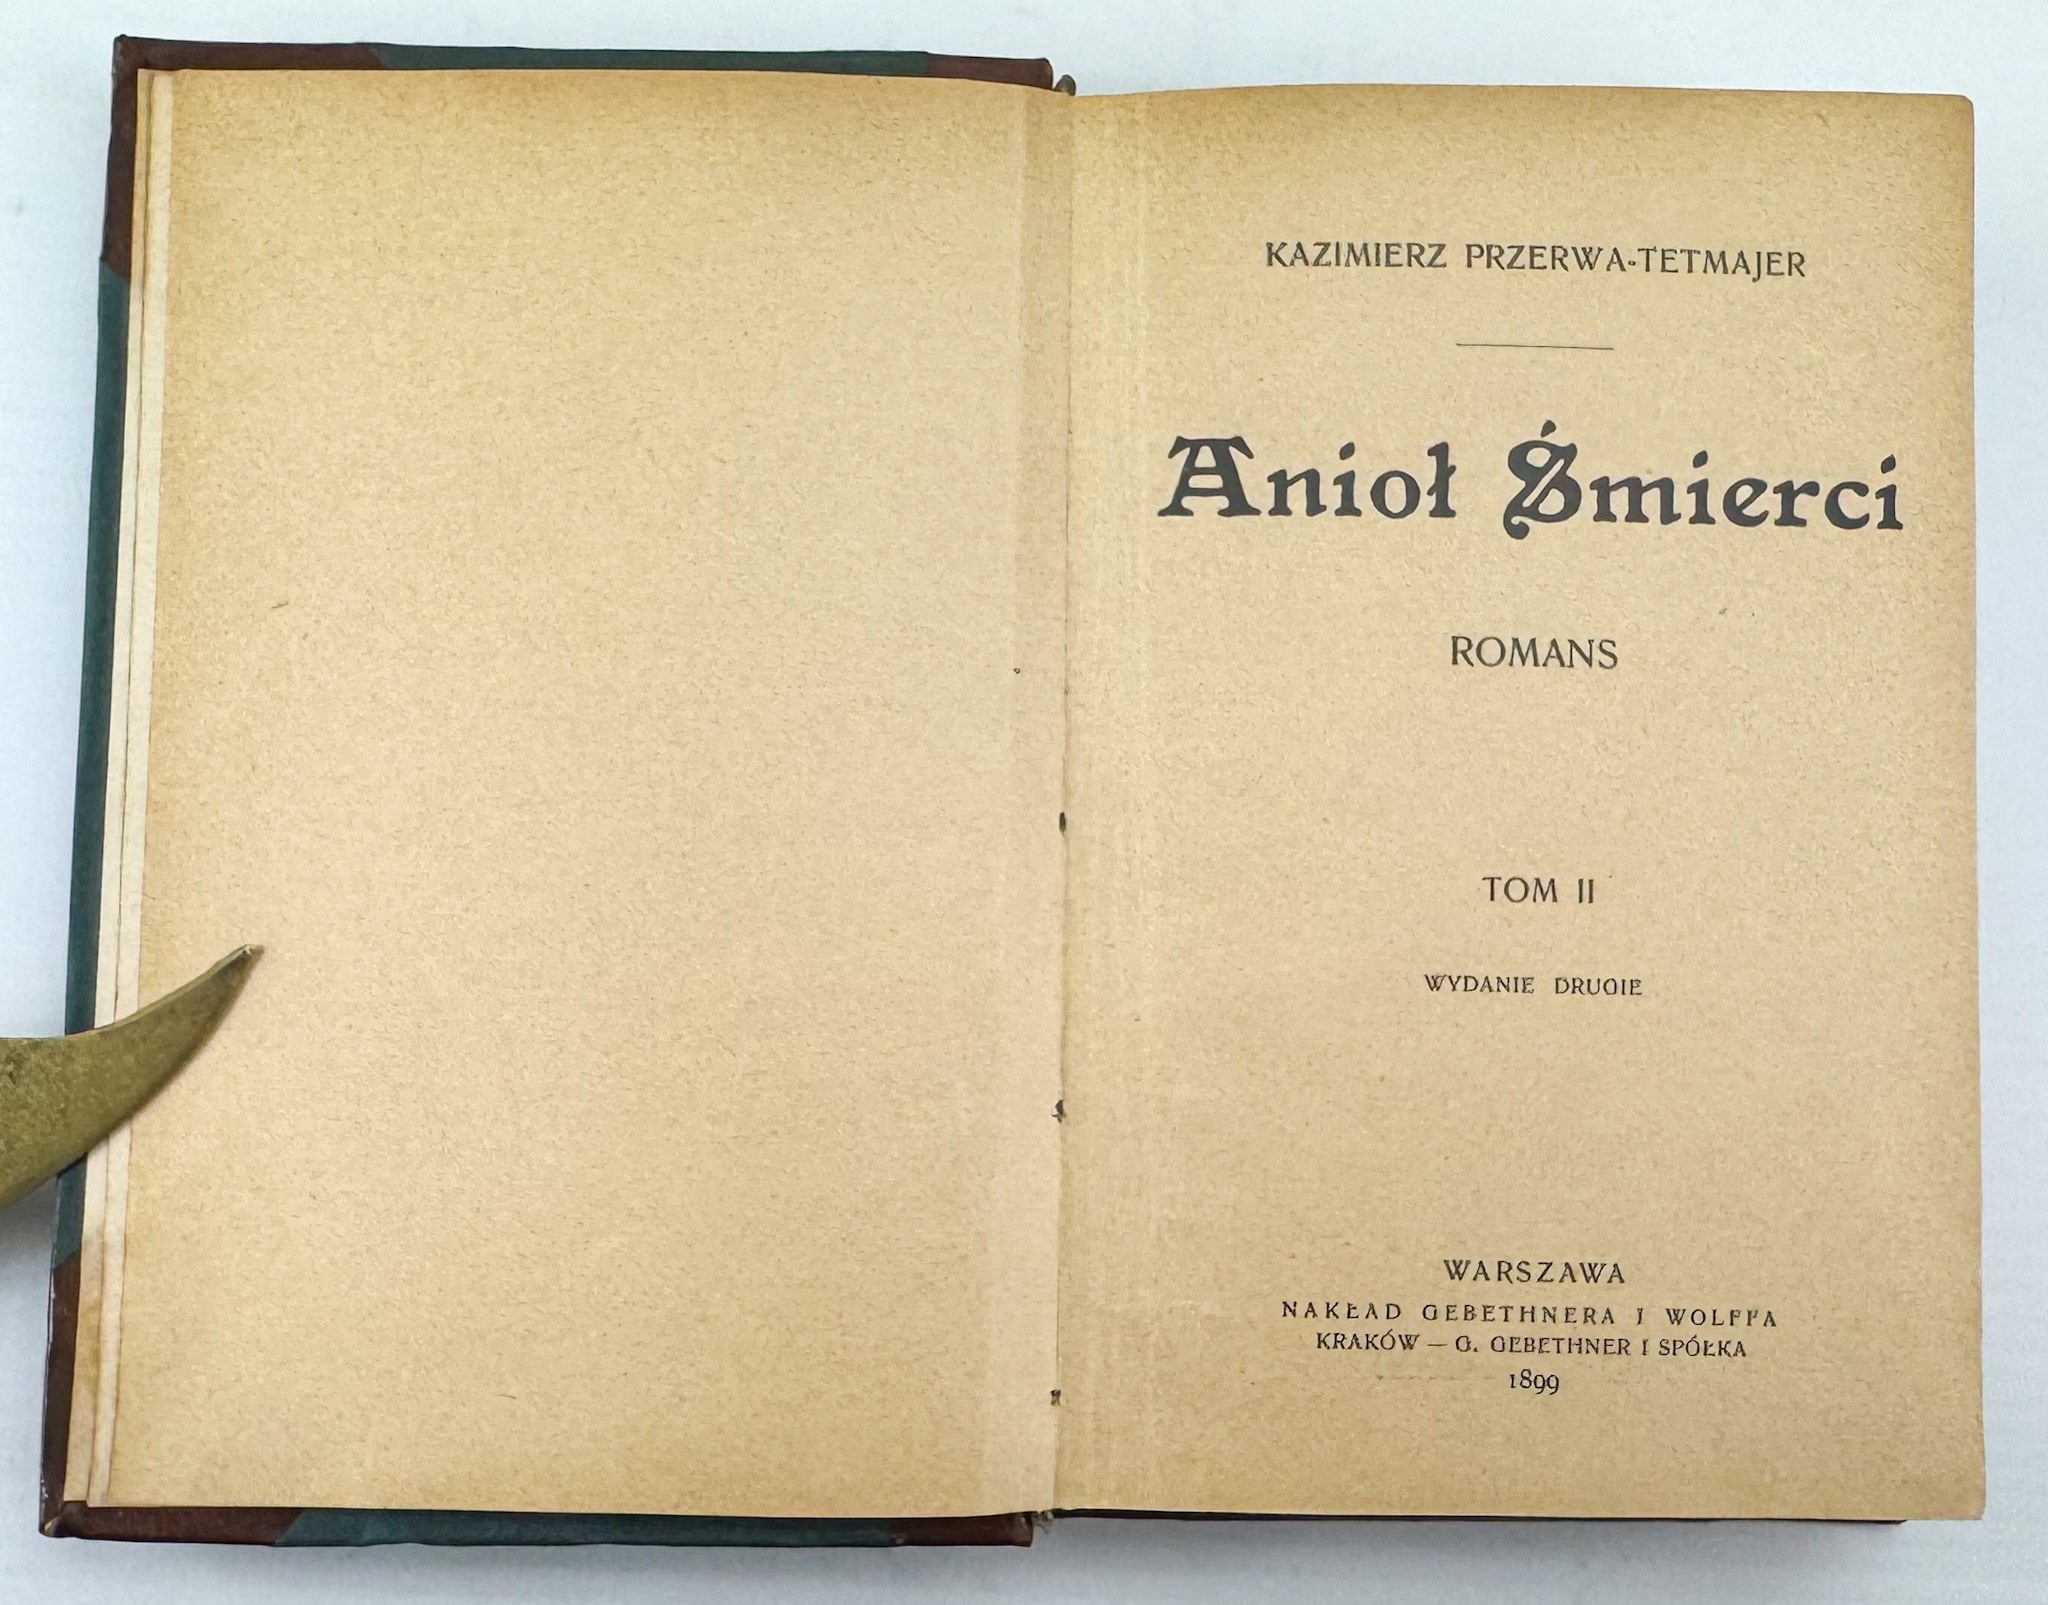 KAZIMIERZ PRZERWA-TETMAJER
Anioł Śmierci
ROMANS
TOM II
WYDANIE DRUGIE
WARSZAWA
NAKŁAD GEBETHNERA I WOLFFA
KRAKÓW — G. GEBETHNER I SPÓŁKA
1899